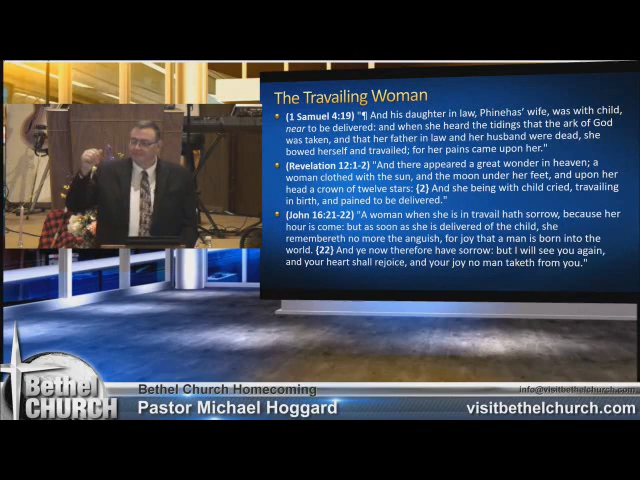 The Travailing Woman
(1 Samuel 4:19) "¶ And his daughter in law, Phinehas' wife, was with child,
near to be delivered: and when she heard the tidings that the ark of God
was taken, and that her father in law and her husband were dead, she
bowed herself and travailed; for her pains came upon her."
(Revelation 12:1-2) "And there appeared a great wonder in heaven; a
woman clothed with the sun, and the moon under her feet, and upon her
head a crown of twelve stars: {2} And she being with child cried, travailing
in birth, and pained to be delivered."
(John 16:21-22) "A woman when she is in travail hath sorrow, because her
hour is come: but as soon as she is delivered of the child, she
remembereth no more the anguish, for joy that a man is born into the
world. {22} And ye now therefore have sorrow: but I will see you again,
and your heart shall rejoice, and your joy no man taketh from you."
Bethel
CHURCH
Bethel Church Homecoming
info@visitbethelchurch.com
Pastor Michael Hoggard
visitbethelchurch.com